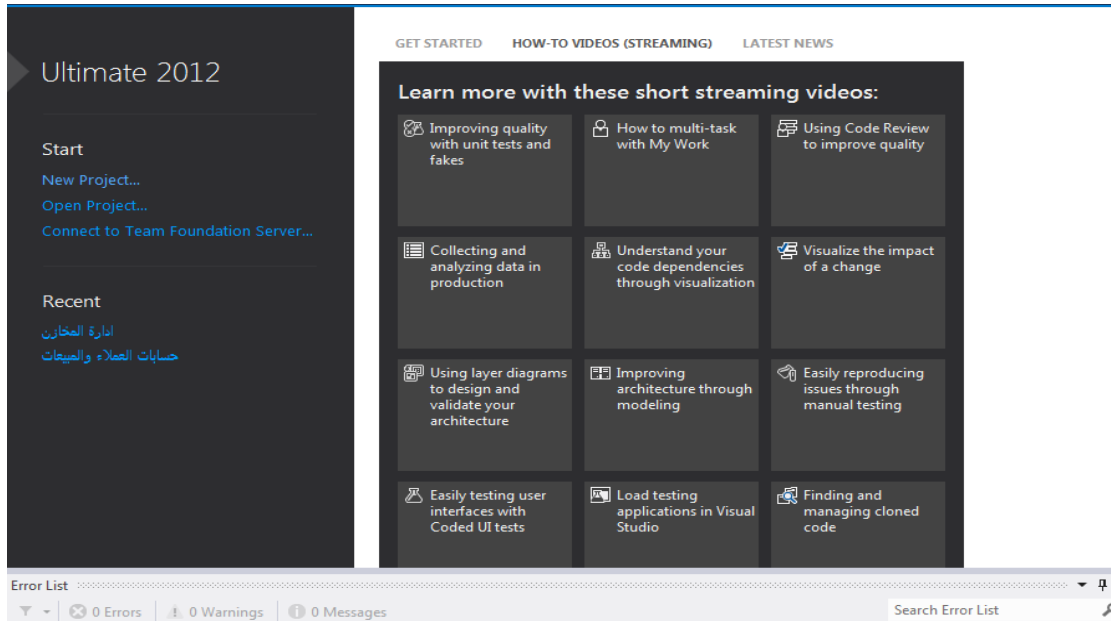 Ultimate 2012
Start
New Project...
Open Project...
Connect to Team Foundation Server...
Recent
ادارة المخازن
حسابات العملاء والمبيعات
GET STARTED HOW-TO VIDEOS (STREAMING) LATEST NEWS
Learn more with these short streaming videos:
Improving quality
with unit tests and
fakes
How to multi-task
with My Work
Using Code Review
to improve quality
Collecting and
analyzing data in
production
Understand your
code dependencies
through visualization
Visualize the impact
of a change
Using layer diagrams
to design and
validate your
architecture
Improving
architecture through
modeling
Easily reproducing
issues through
manual testing
Easily testing user
interfaces with
Coded UI tests
Load testing
applications in Visual
Studio
Finding and
managing cloned
code
Error List
0 Errors 0 Warnings 0 Messages Search Error List